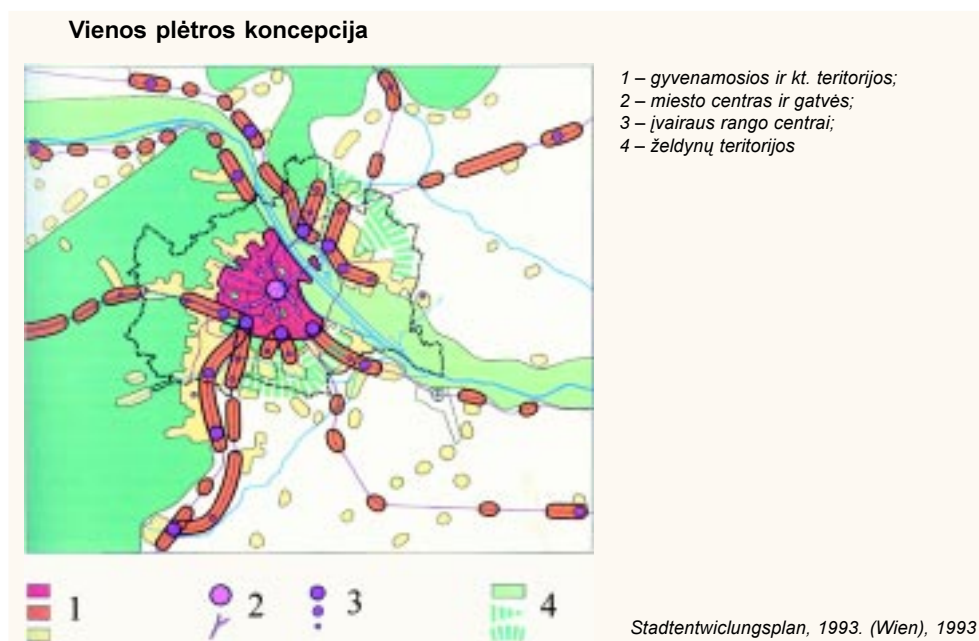 Vienos plėtros koncepcija
1 – gyvenamosios ir kt. teritorijos;
2 – miesto centras ir gatvės;
3 – įvairaus rango centrai;
4 – želdynų teritorijos
1
2
3
4
Stadtentwiclungsplan, 1993. (Wien), 1993